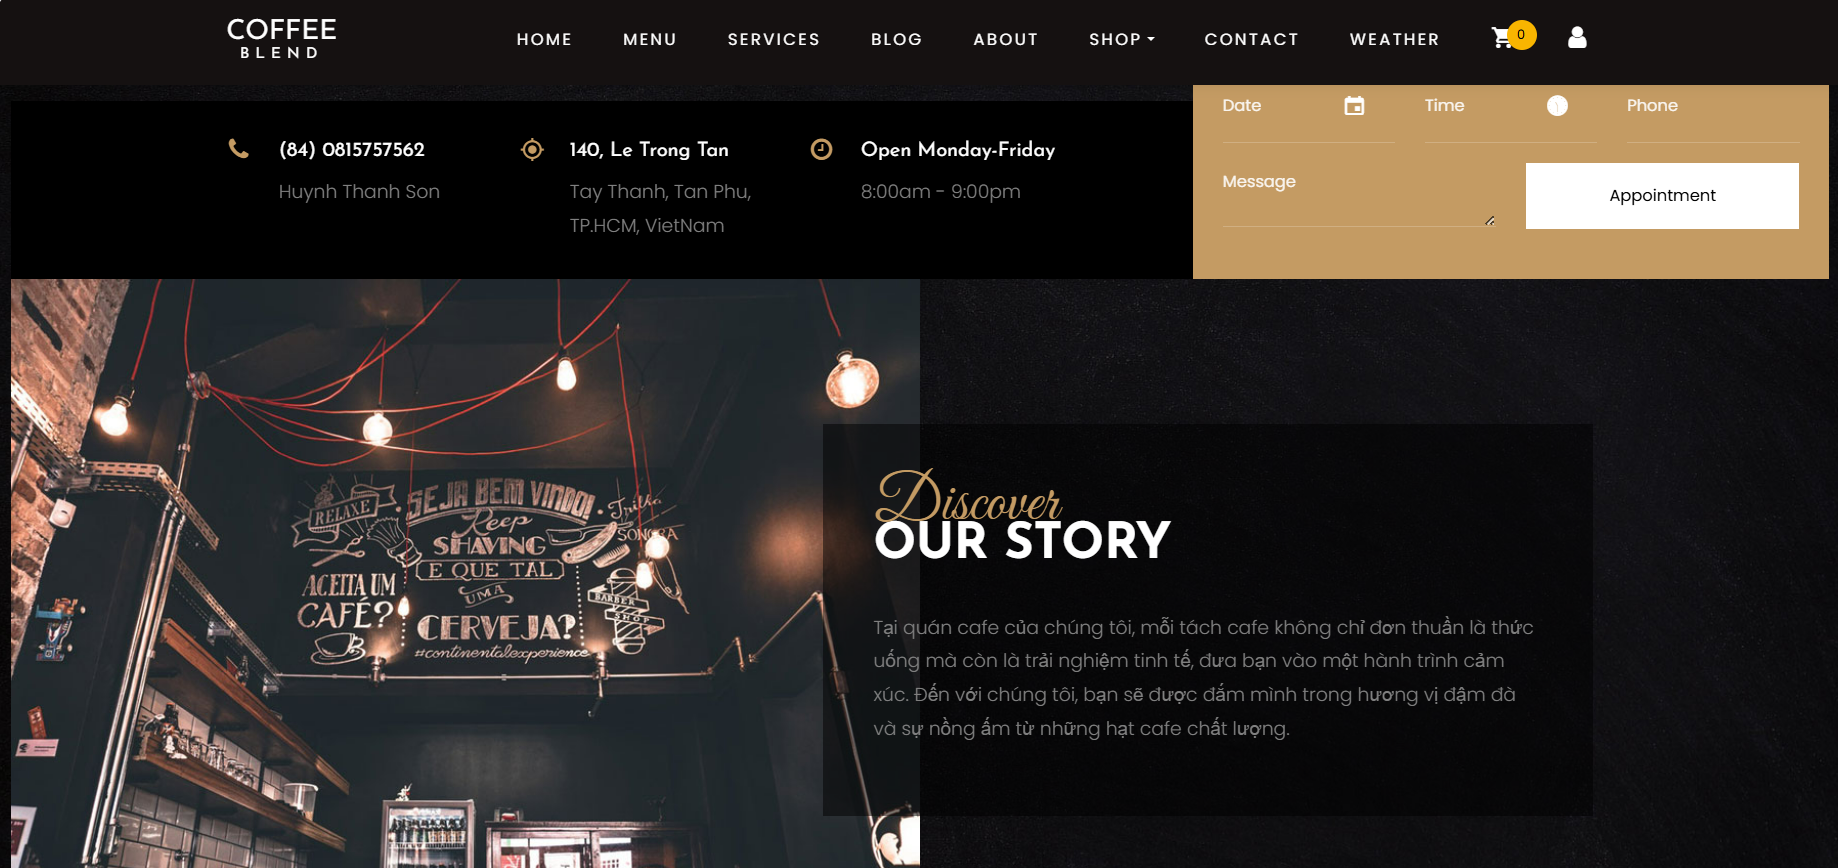 COFFEE
BLEND
HOME MENU SERVICES BLOG ABOUT SHOP CONTACT WEATHER 0
Date Time Phone
(84) 0815757562
Huynh Thanh Son
140, Le Trong Tan
Tay Thanh, Tan Phu,
TP.HCM, VietNam
Open Monday-Friday
8:00am - 9:00pm
Message
Appointment
RELAXE
SEJA BEM VINDO!
Keep
SHAVING
Trilha
SONORA
E QUE TAL
UMA
ACEITA UM
CAFÉ?
CERVEJA?
BARBER
SHOP
#continentalexperience
Discover
OUR STORY
Tại quán cafe của chúng tôi, mỗi tách cafe không chỉ đơn thuần là thức
uống mà còn là trải nghiệm tinh tế, đưa bạn vào một hành trình cảm
xúc. Đến với chúng tôi, bạn sẽ được đắm mình trong hương vị đậm đà
và sự nồng ấm từ những hạt cafe chất lượng.